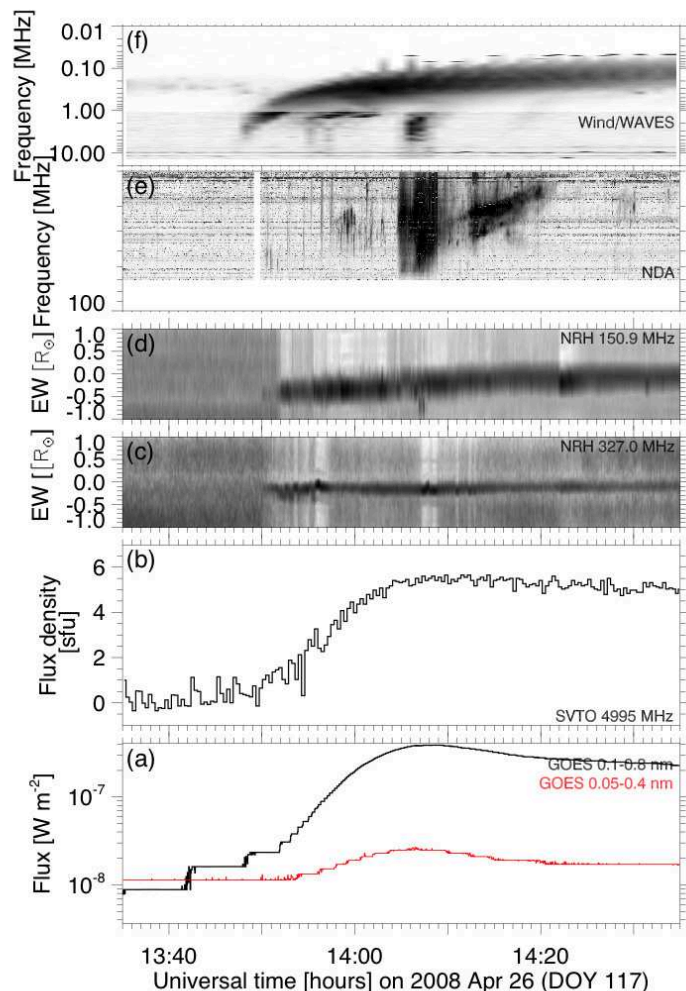 0.01
(f)
0.10
1.00
10.00
Frequency [MHz]
Wind/WAVES
(e)
100
Frequency [MHz]
NDA
(d)
NRH 150.9 MHz
1.0
0.5
0.0
-0.5
-1.0
EW [R☉]
(c)
NRH 327.0 MHz
1.0
0.5
0.0
-0.5
-1.0
EW [[R☉]
(b)
6
4
2
0
Flux density
[sfu]
SVTO 4995 MHz
(a)
GOES 0.1-0.8 nm
GOES 0.05-0.4 nm
10⁻⁷
10⁻⁸
Flux [W m⁻²]
13:40 14:00 14:20
Universal time [hours] on 2008 Apr 26 (DOY 117)